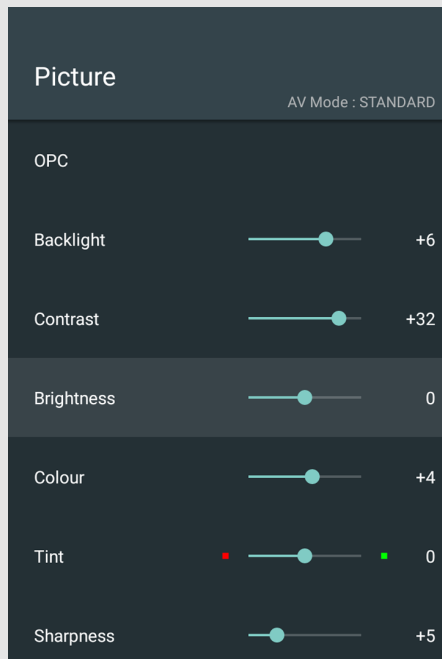 Picture
AV Mode : STANDARD
OPC
Backlight +6
Contrast +32
Brightness 0
Colour +4
Tint 0
Sharpness +5